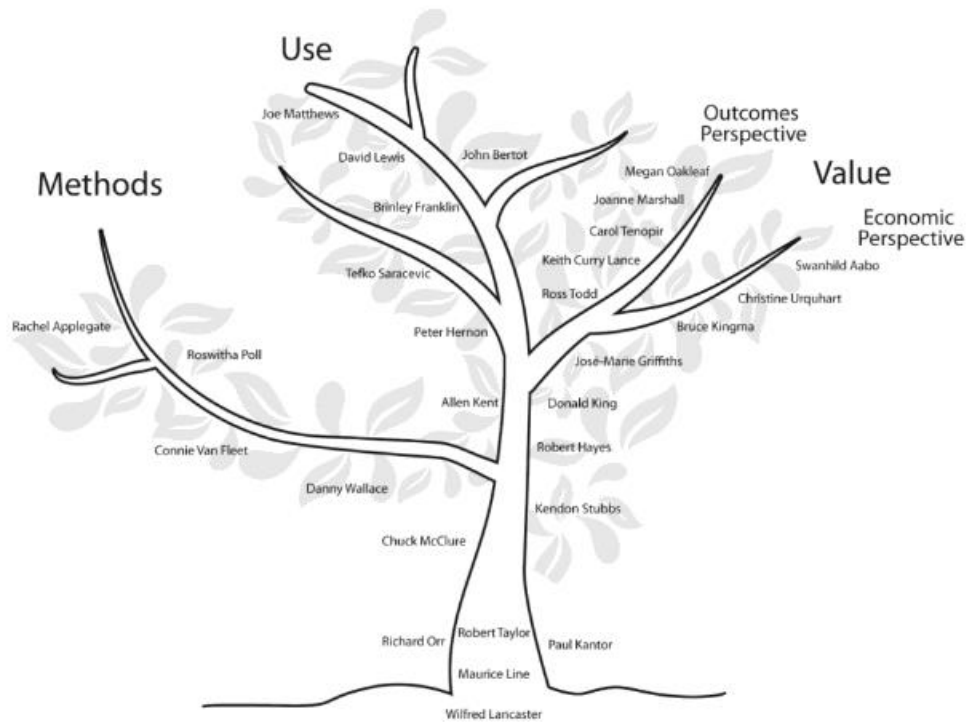 Use
Joe Matthews
Outcomes
Perspective
David Lewis
John Bertot
Methods
Megan Oakleaf
Value
Brinley Franklin
Joanne Marshall
Economic
Perspective
Carol Tenopir
Tefko Saracevic
Keith Curry Lance
Swanhild Aabo
Ross Todd
Christine Urquhart
Rachel Applegate
Peter Hernon
Bruce Kingma
Roswitha Poll
José-Marie Griffiths
Allen Kent
Donald King
Connie Van Fleet
Robert Hayes
Danny Wallace
Kendon Stubbs
Chuck McClure
Richard Orr
Robert Taylor
Paul Kantor
Maurice Line
Wilfred Lancaster